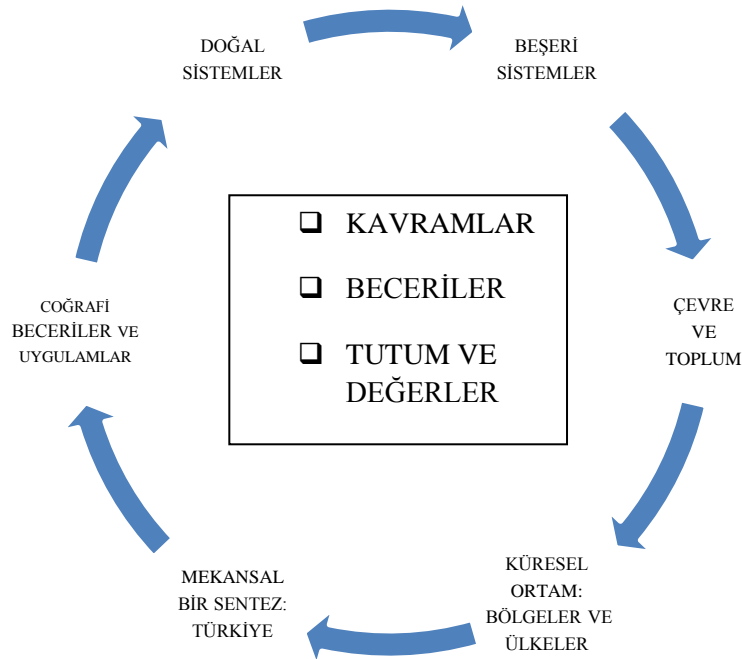 DOĞAL
SİSTEMLER
BEŞERİ
SİSTEMLER
ÇEVRE
VE
TOPLUM
KÜRESEL
ORTAM:
BÖLGELER VE
ÜLKELER
MEKANSAL
BİR SENTEZ:
TÜRKİYE
COĞRAFİ
BECERİLER VE
UYGULAMLAR
KAVRAMLAR
BECERİLER
TUTUM VE
DEĞERLER